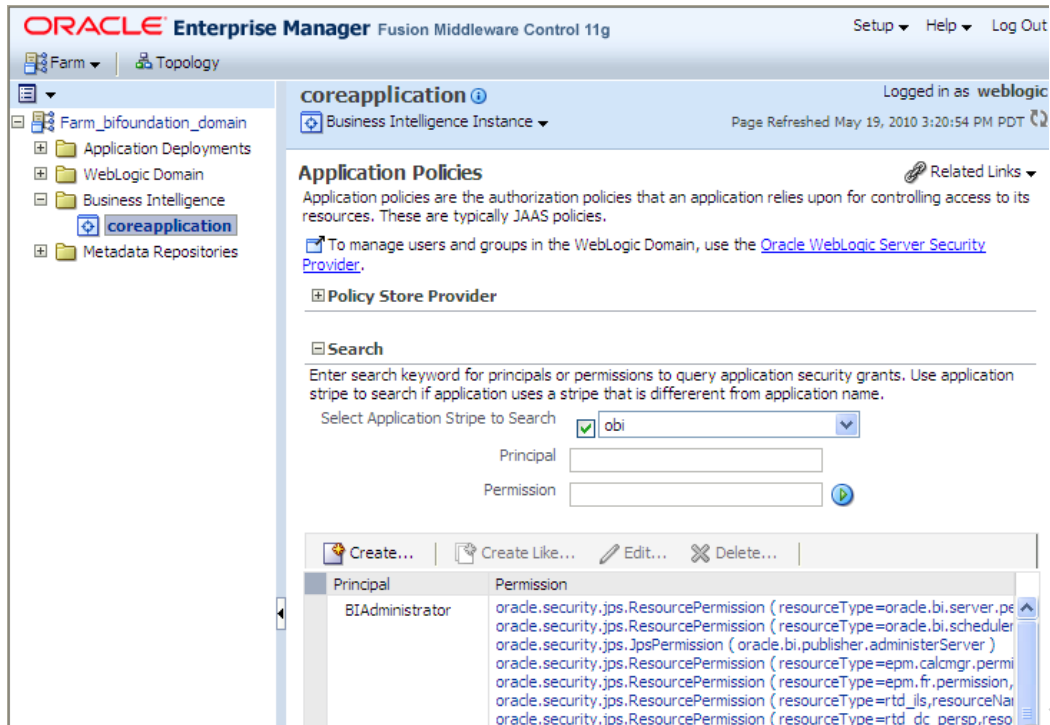 ORACLE Enterprise Manager Fusion Middleware Control 11g
Setup Help Log Out
Farm Topology
Farm_bifoundation_domain
Application Deployments
WebLogic Domain
Business Intelligence
coreapplication
Metadata Repositories
coreapplication
Logged in as weblogic
Business Intelligence Instance
Page Refreshed May 19, 2010 3:20:54 PM PDT
Application Policies
Related Links
Application policies are the authorization policies that an application relies upon for controlling access to its
resources. These are typically JAAS policies.
To manage users and groups in the WebLogic Domain, use the Oracle WebLogic Server Security
Provider.
Policy Store Provider
Search
Enter search keyword for principals or permissions to query application security grants. Use application
stripe to search if application uses a stripe that is differerent from application name.
Select Application Stripe to Search obi
Principal
Permission
Create... Create Like... Edit... Delete...
Principal Permission
BIAdministrator oracle.security.jps.ResourcePermission ( resourceType=oracle.bi.server.pe
oracle.security.jps.ResourcePermission ( resourceType=oracle.bi.scheduler
oracle.security.jps.JpsPermission ( oracle.bi.publisher.administerServer )
oracle.security.jps.ResourcePermission ( resourceType=epm.calcmgr.permi
oracle.security.jps.ResourcePermission ( resourceType=epm.fr.permission,
oracle.security.jps.ResourcePermission ( resourceType=rtd_ils,resourceNa
oracle.security.jps.ResourcePermission ( resourceType=rtd_dc_persp,reso